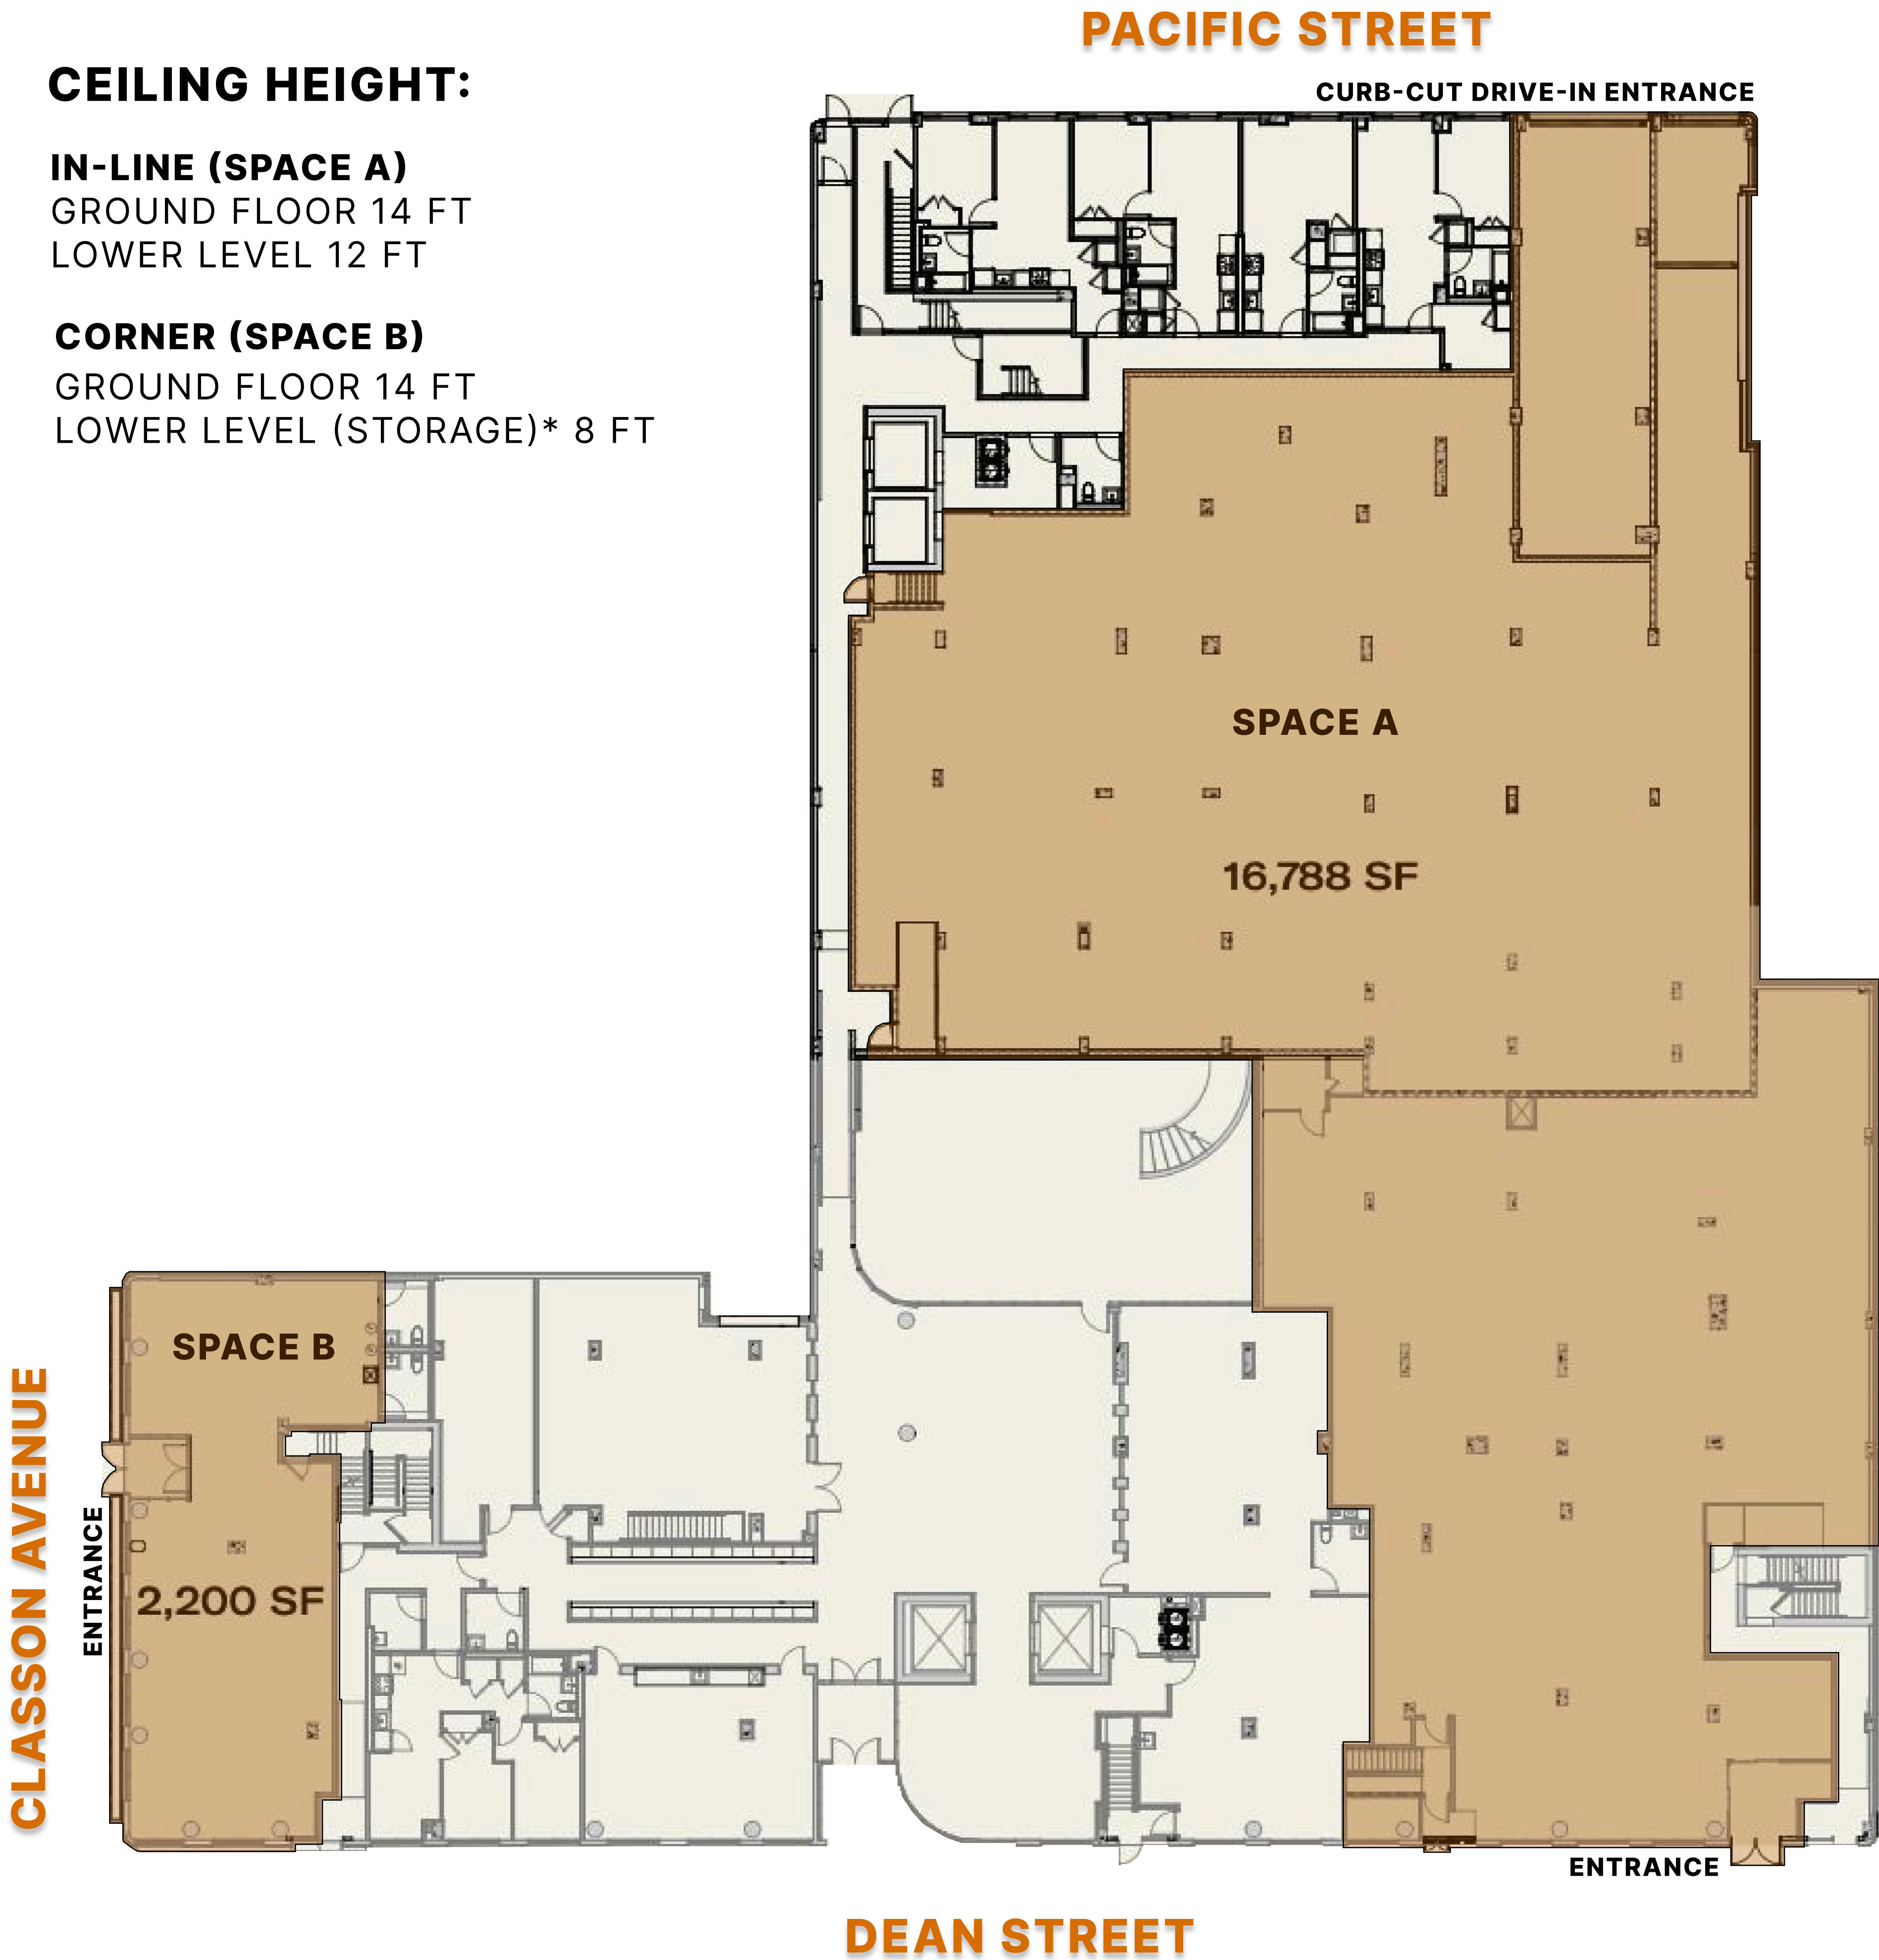 PACIFIC STREET
CURB-CUT DRIVE-IN ENTRANCE
CEILING HEIGHT:
IN-LINE (SPACE A)
GROUND FLOOR 14 FT
LOWER LEVEL 12 FT
CORNER (SPACE B)
GROUND FLOOR 14 FT
LOWER LEVEL (STORAGE)* 8 FT
SPACE A
16,788 SF
SPACE B
2,200 SF
CLASSON AVENUE
ENTRANCE
ENTRANCE
DEAN STREET